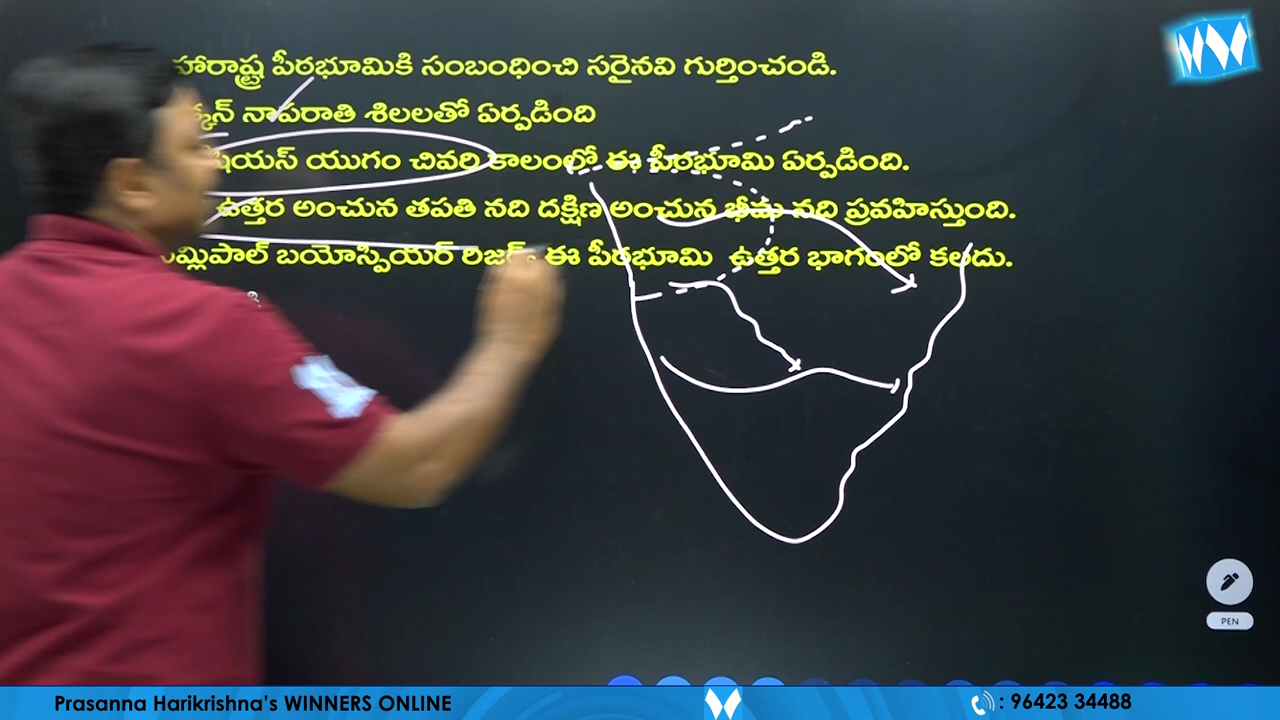 హారాష్ట్ర పీఠభూమికి సంబంధించి సరైనవి గుర్తించండి.
క్కన్ నాపరాతి శిలలతో ఏర్పడింది
షియస్ యుగం చివరి కాలంలో ఈ పీఠభూమి ఏర్పడింది.
ఉత్తర అంచున తపతి నది దక్షిణ అంచున భీమ నది ప్రవహిస్తుంది.
మ్లిపాల్ బయోస్పియర్ రిజర్వ్ ఈ పీఠభూమి ఉత్తర భాగంలో కలదు.
PEN
Prasanna Harikrishna's WINNERS ONLINE
: 96423 34488